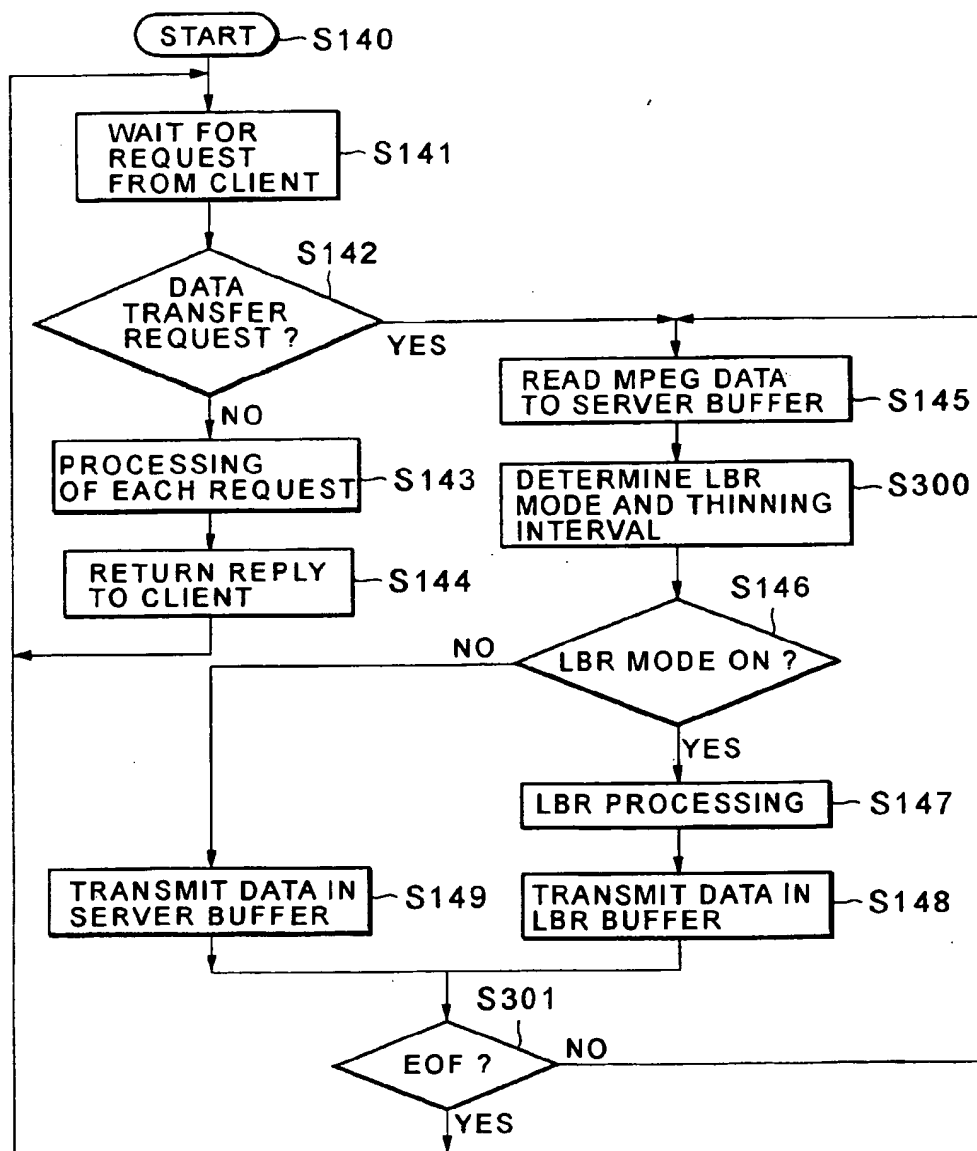 START
S140
WAIT FOR
REQUEST
FROM CLIENT
S141
S142
DATA
TRANSFER
REQUEST ?
YES
NO
READ MPEG DATA
TO SERVER BUFFER
S145
PROCESSING
OF EACH REQUEST
S143
DETERMINE LBR
MODE AND THINNING
INTERVAL
S300
RETURN REPLY
TO CLIENT
S144
S146
NO
LBR MODE ON ?
YES
LBR PROCESSING
S147
TRANSMIT DATA IN
SERVER BUFFER
S149
TRANSMIT DATA IN
LBR BUFFER
S148
S301
EOF ?
NO
YES